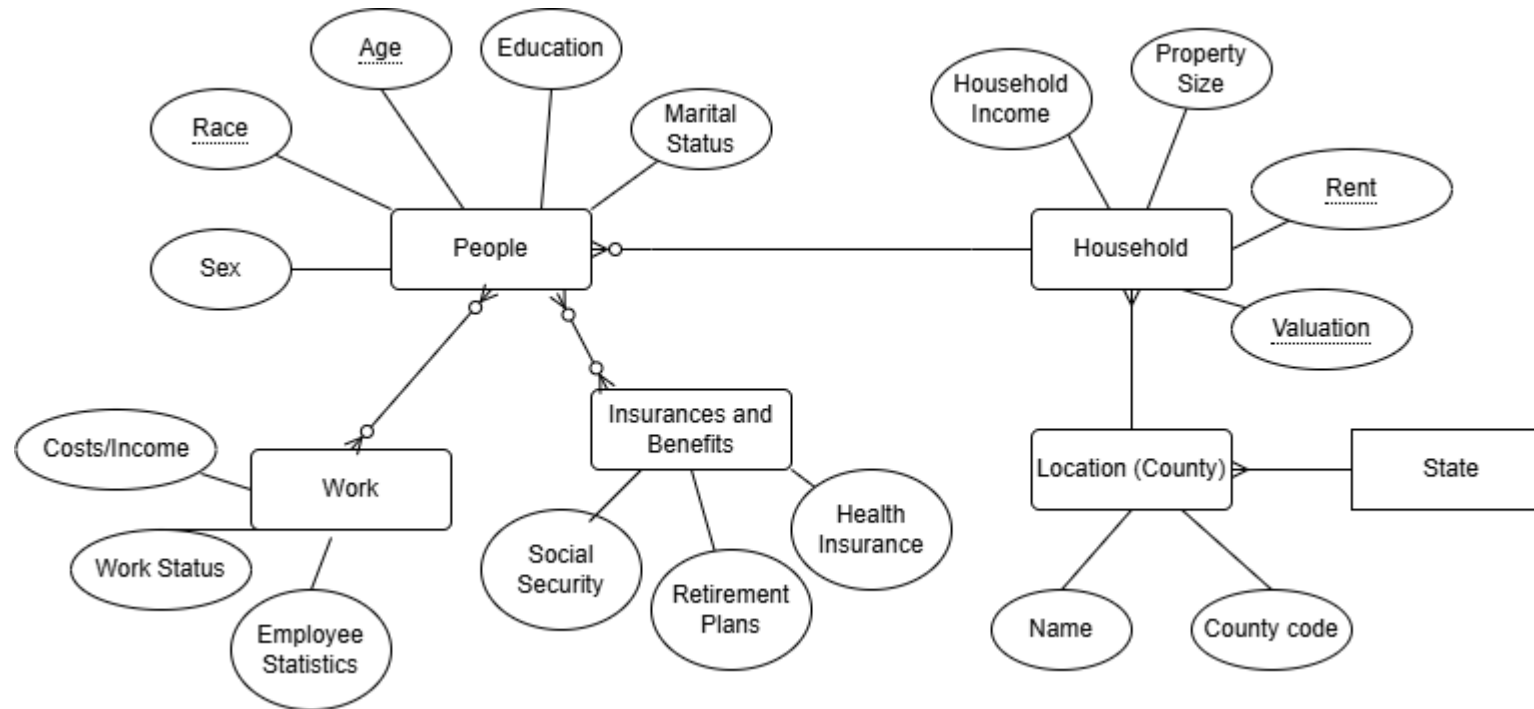 Age
Education
Race
Marital
Status
Sex
People
Household
Income
Property
Size
Rent
Household
Valuation
Costs/Income
Work
Work Status
Employee
Statistics
Insurances and
Benefits
Social
Security
Retirement
Plans
Health
Insurance
Location (County)
State
Name
County code